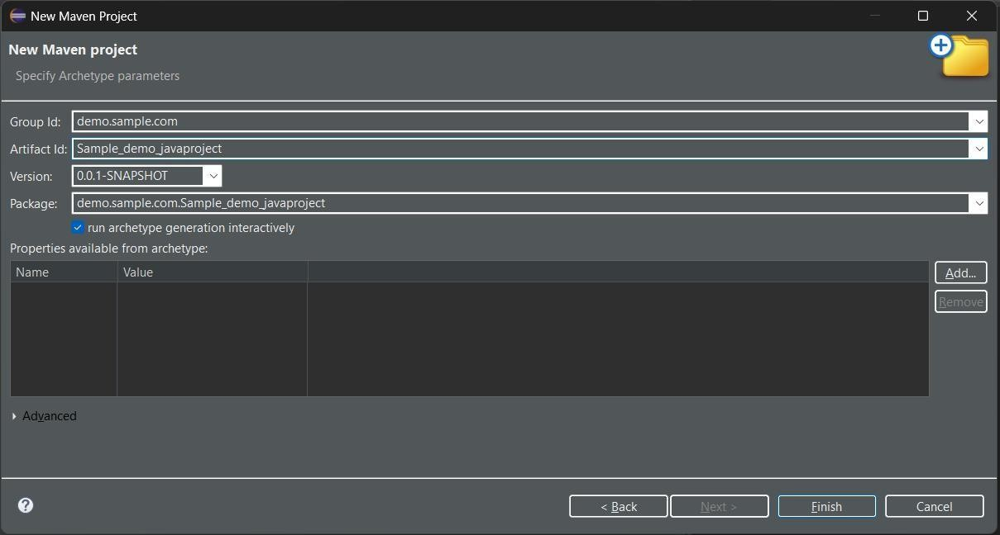 New Maven Project
New Maven project
Specify Archetype parameters
Group Id: demo.sample.com
Artifact Id: Sample_demo_javaproject
Version: 0.0.1-SNAPSHOT
Package: demo.sample.com.Sample_demo_javaproject
run archetype generation interactively
Properties available from archetype:
Name Value
Add...
Remove
Advanced
< Back Next > Finish Cancel